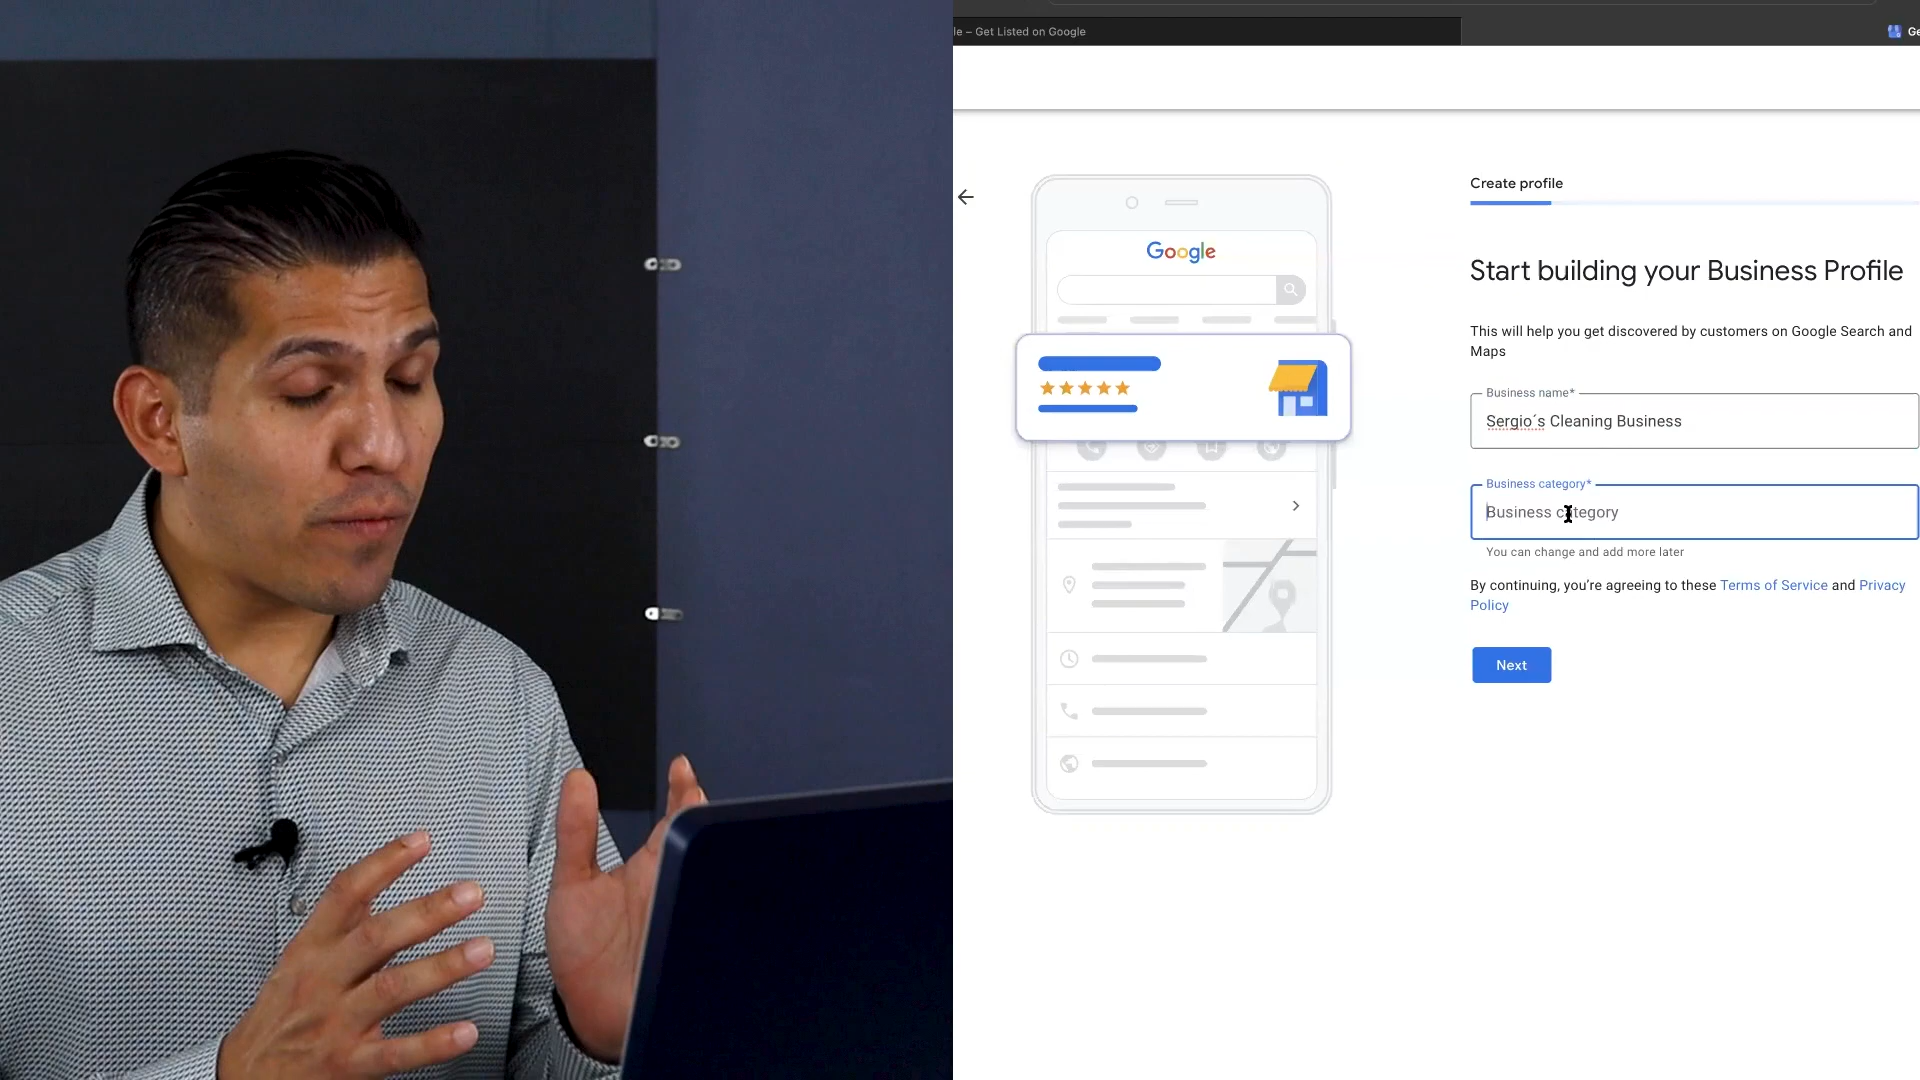 le – Get Listed on Google
Ge
Create profile
Google
Start building your Business Profile
This will help you get discovered by customers on Google Search and
Maps
Business name*
Sergio´s Cleaning Business
Business category*
Business category
You can change and add more later
By continuing, you’re agreeing to these Terms of Service and Privacy
Policy
Next